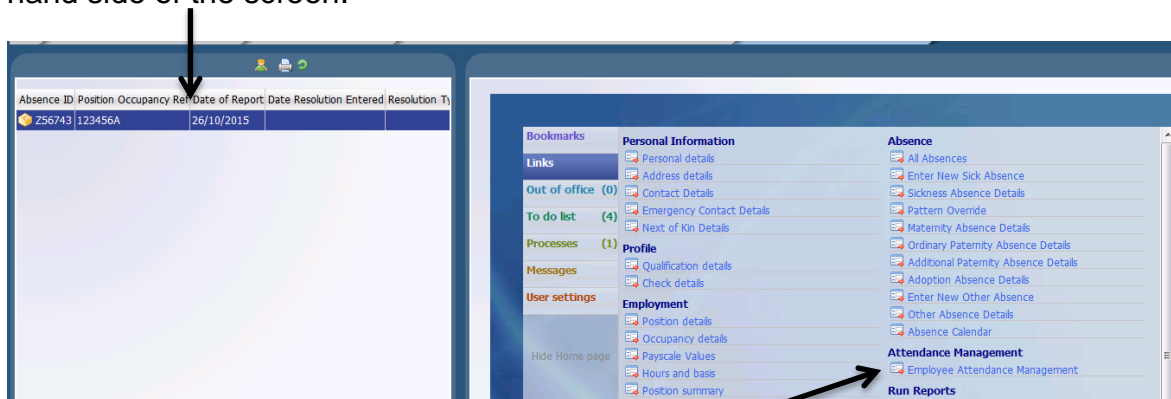 hand side of the screen.
Absence ID Position Occupancy Ref Date of Report Date Resolution Entered Resolution Ty
Z56743 123456A 26/10/2015
Bookmarks
Links
Out of office (0)
To do list (4)
Processes (1)
Messages
User settings
Hide Home page
Personal Information
Personal details
Address details
Contact Details
Emergency Contact Details
Next of Kin Details
Profile
Qualification details
Check details
Employment
Position details
Occupancy details
Payscale Values
Hours and basis
Position summary
Absence
All Absences
Enter New Sick Absence
Sickness Absence Details
Pattern Override
Maternity Absence Details
Ordinary Paternity Absence Details
Additional Paternity Absence Details
Adoption Absence Details
Enter New Other Absence
Other Absence Details
Absence Calendar
Attendance Management
Employee Attendance Management
Run Reports